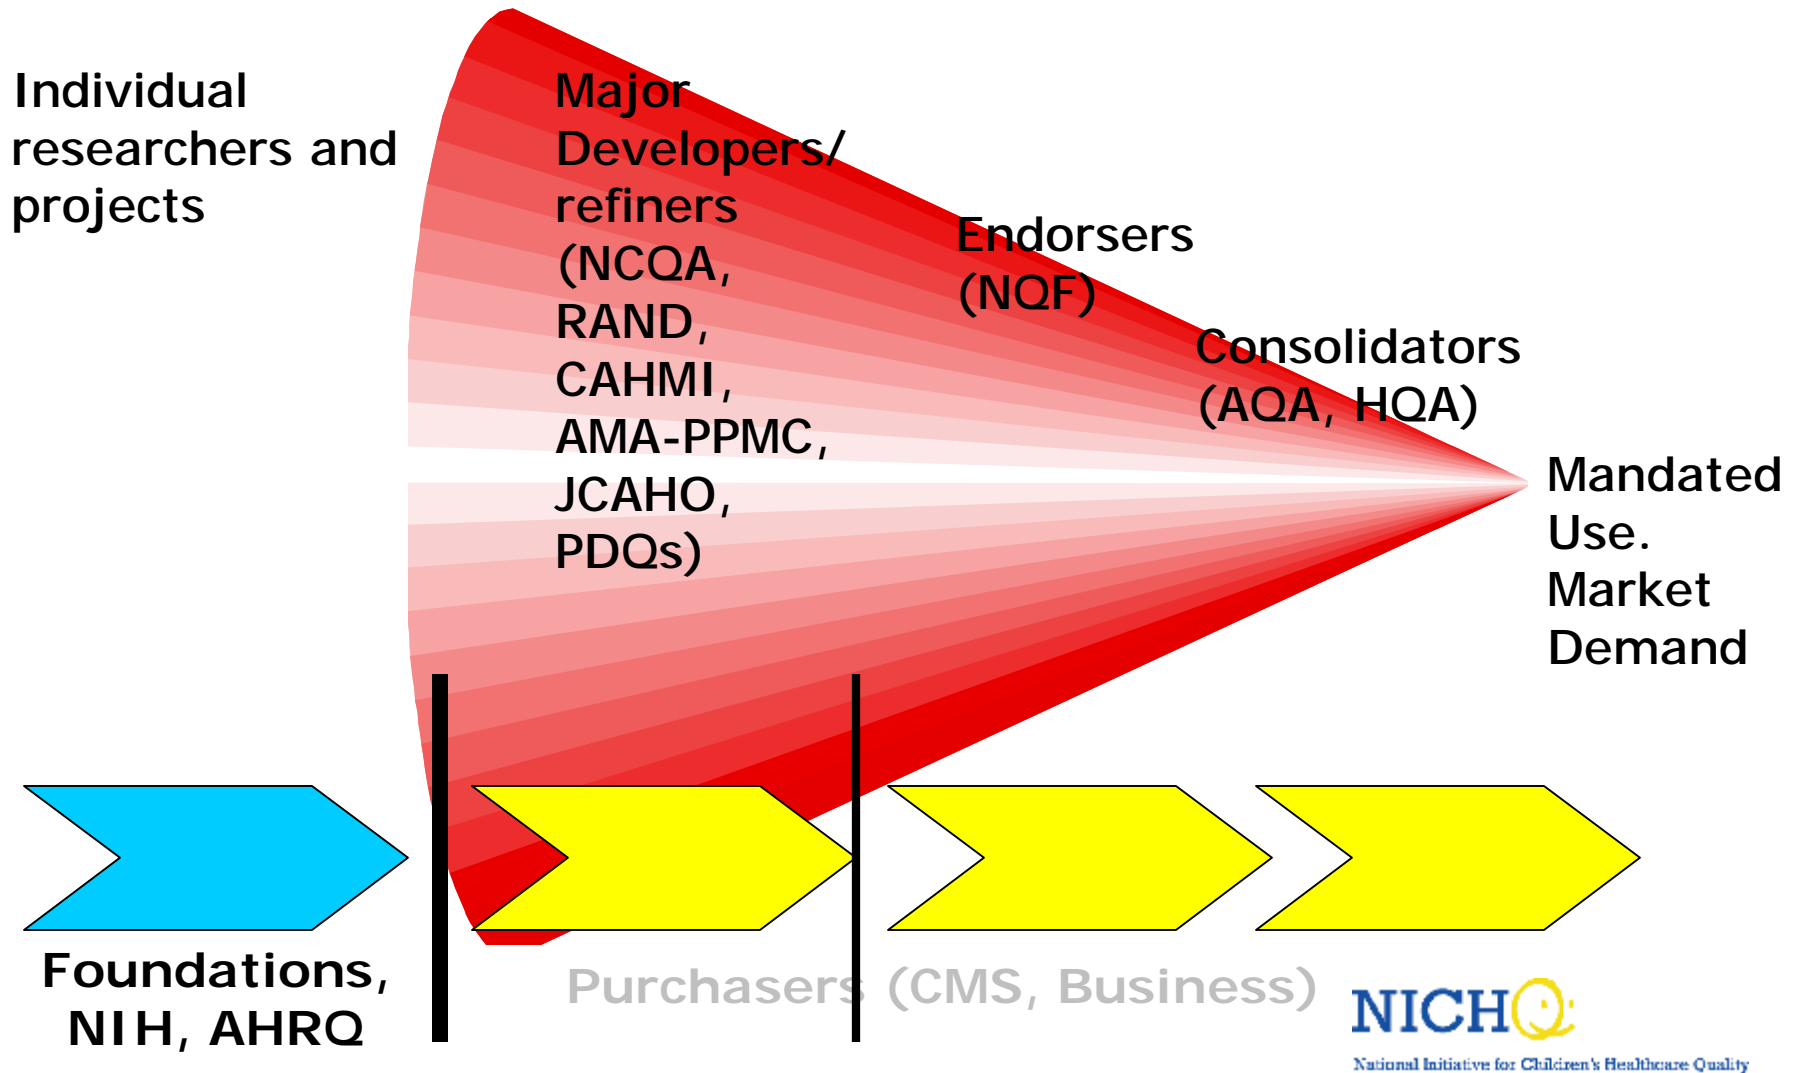 Individual
researchers and
projects
Major
Developers/
refiners
(NCQA,
RAND,
CAHMI,
AMA-PPMC,
JCAHO,
PDQs)
Endorsers
(NQF)
Consolidators
(AQA, HQA)
Mandated
Use.
Market
Demand
Foundations,
NIH, AHRQ
Purchasers (CMS, Business)
NICHQ
National Initiative for Children's Healthcare Quality